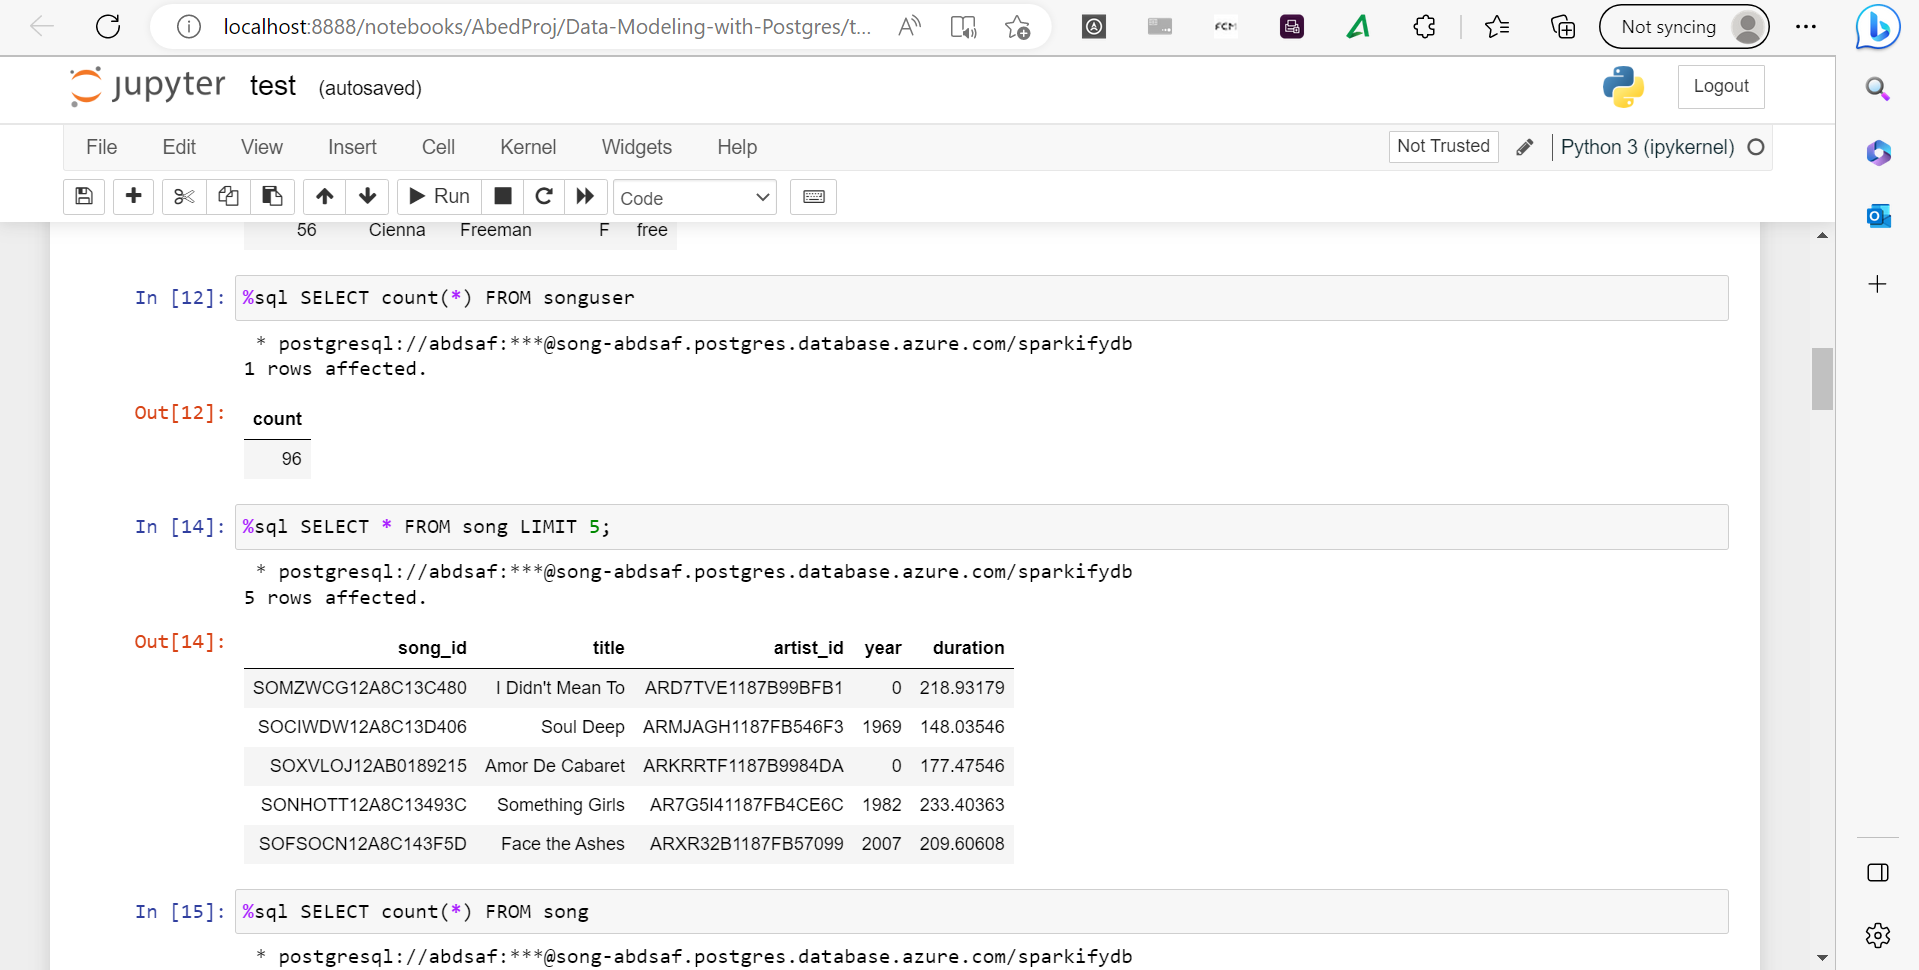 localhost:8888/notebooks/AbedProj/Data-Modeling-with-Postgres/t...
A))
FCM
Not syncing
jupyter test (autosaved)
Logout
File Edit View Insert Cell Kernel Widgets Help
Not Trusted
Python 3 (ipykernel)
Run
Code
56 Cienna Freeman F free
In [12]: %sql SELECT count(*) FROM songuser
* postgresql://abdsaf:***@song-abdsaf.postgres.database.azure.com/sparkifydb
1 rows affected.
Out[12]: count
96
In [14]: %sql SELECT * FROM song LIMIT 5;
* postgresql://abdsaf:***@song-abdsaf.postgres.database.azure.com/sparkifydb
5 rows affected.
Out[14]: song_id title artist_id year duration
SOMZWCG12A8C13C480 I Didn't Mean To ARD7TVE1187B99BFB1 0 218.93179
SOCIWDW12A8C13D406 Soul Deep ARMJAGH1187FB546F3 1969 148.03546
SOXVLOJ12AB0189215 Amor De Cabaret ARKRRTF1187B9984DA 0 177.47546
SONHOTT12A8C13493C Something Girls AR7G5I41187FB4CE6C 1982 233.40363
SOFSOCN12A8C143F5D Face the Ashes ARXR32B1187FB57099 2007 209.60608
In [15]: %sql SELECT count(*) FROM song
* postgresql://abdsaf:***@song-abdsaf.postgres.database.azure.com/sparkifydb